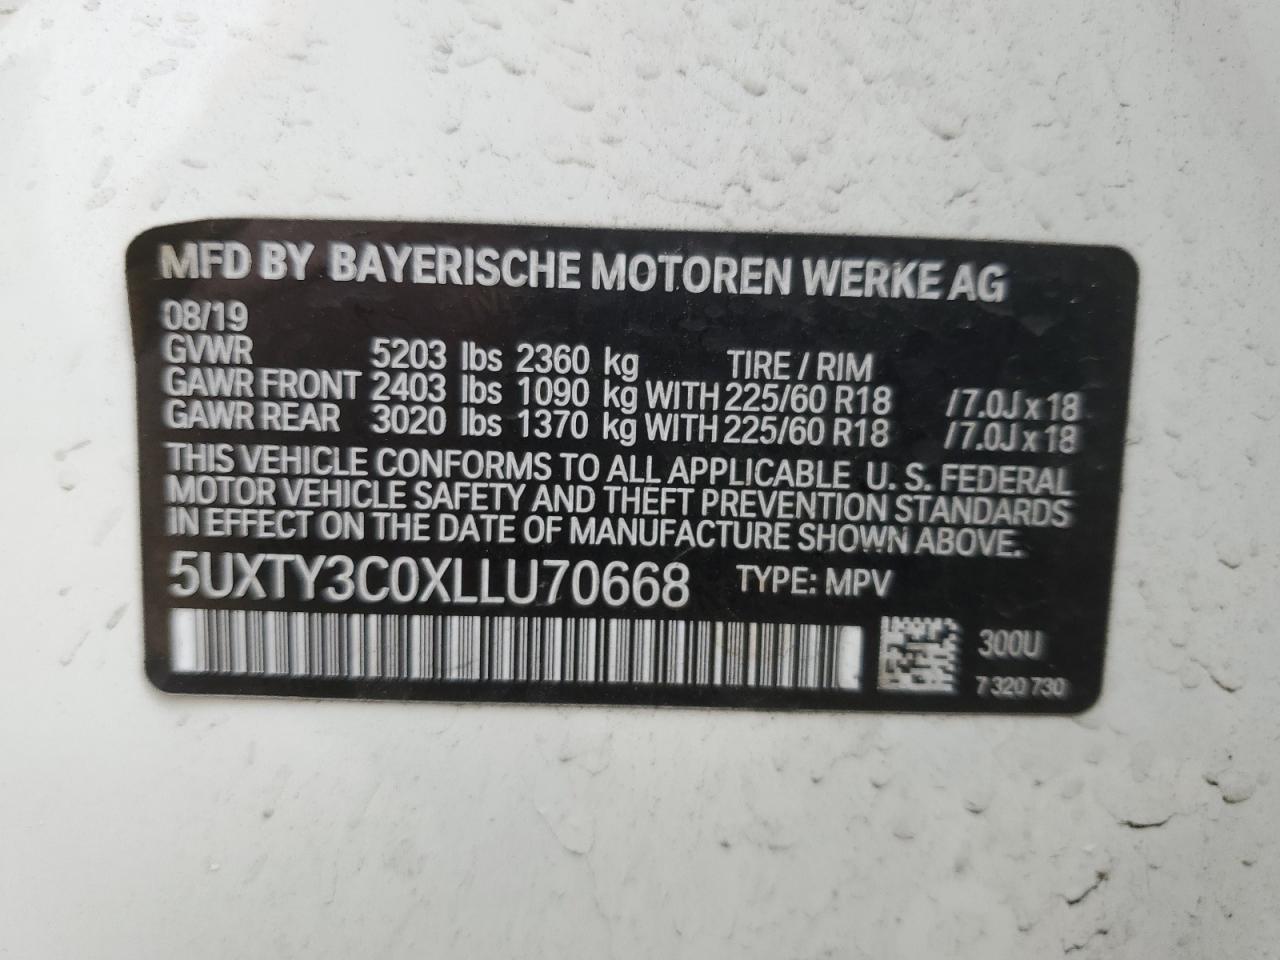 MFD BY BAYERISCHE MOTOREN WERKE AG
08/19
GVWR 5203 lbs 2360 kg TIRE / RIM
GAWR FRONT 2403 lbs 1090 kg WITH 225/60 R18 / 7.0J x 18
GAWR REAR 3020 lbs 1370 kg WITH 225/60 R18 / 7.0J x 18
THIS VEHICLE CONFORMS TO ALL APPLICABLE U. S. FEDERAL
MOTOR VEHICLE SAFETY AND THEFT PREVENTION STANDARDS
IN EFFECT ON THE DATE OF MANUFACTURE SHOWN ABOVE.
5UXTY3C0XLLU70668 TYPE: MPV
300U
7 320 730